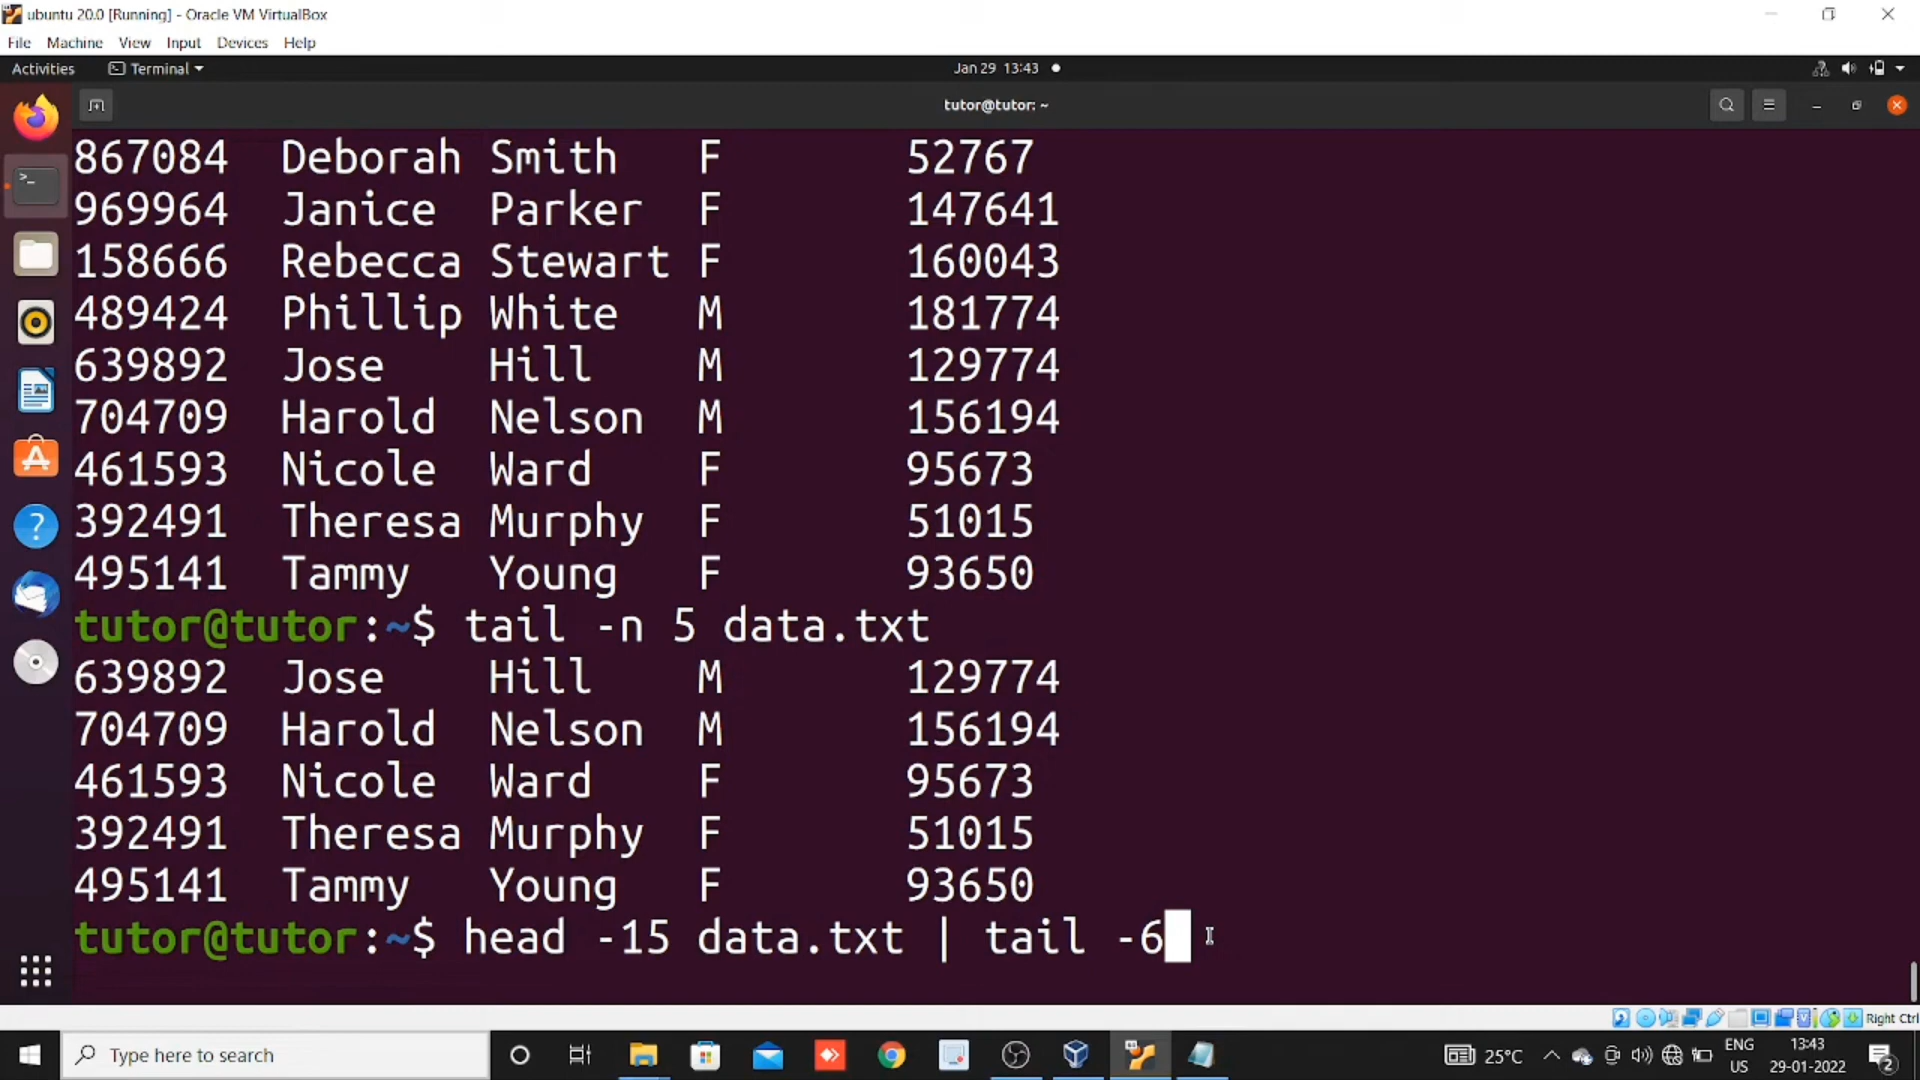 ubuntu 20.0 [Running] - Oracle VM VirtualBox
File Machine View Input Devices Help
Activities Terminal Jan 29 13:43
tutor@tutor: ~
867084 Deborah Smith F 52767
969964 Janice Parker F 147641
158666 Rebecca Stewart F 160043
489424 Phillip White M 181774
639892 Jose Hill M 129774
704709 Harold Nelson M 156194
461593 Nicole Ward F 95673
392491 Theresa Murphy F 51015
495141 Tammy Young F 93650
tutor@tutor:~$ tail -n 5 data.txt
639892 Jose Hill M 129774
704709 Harold Nelson M 156194
461593 Nicole Ward F 95673
392491 Theresa Murphy F 51015
495141 Tammy Young F 93650
tutor@tutor:~$ head -15 data.txt | tail -6
Right Ctrl
Type here to search 25°C ENG 13:43
US 29-01-2022 2